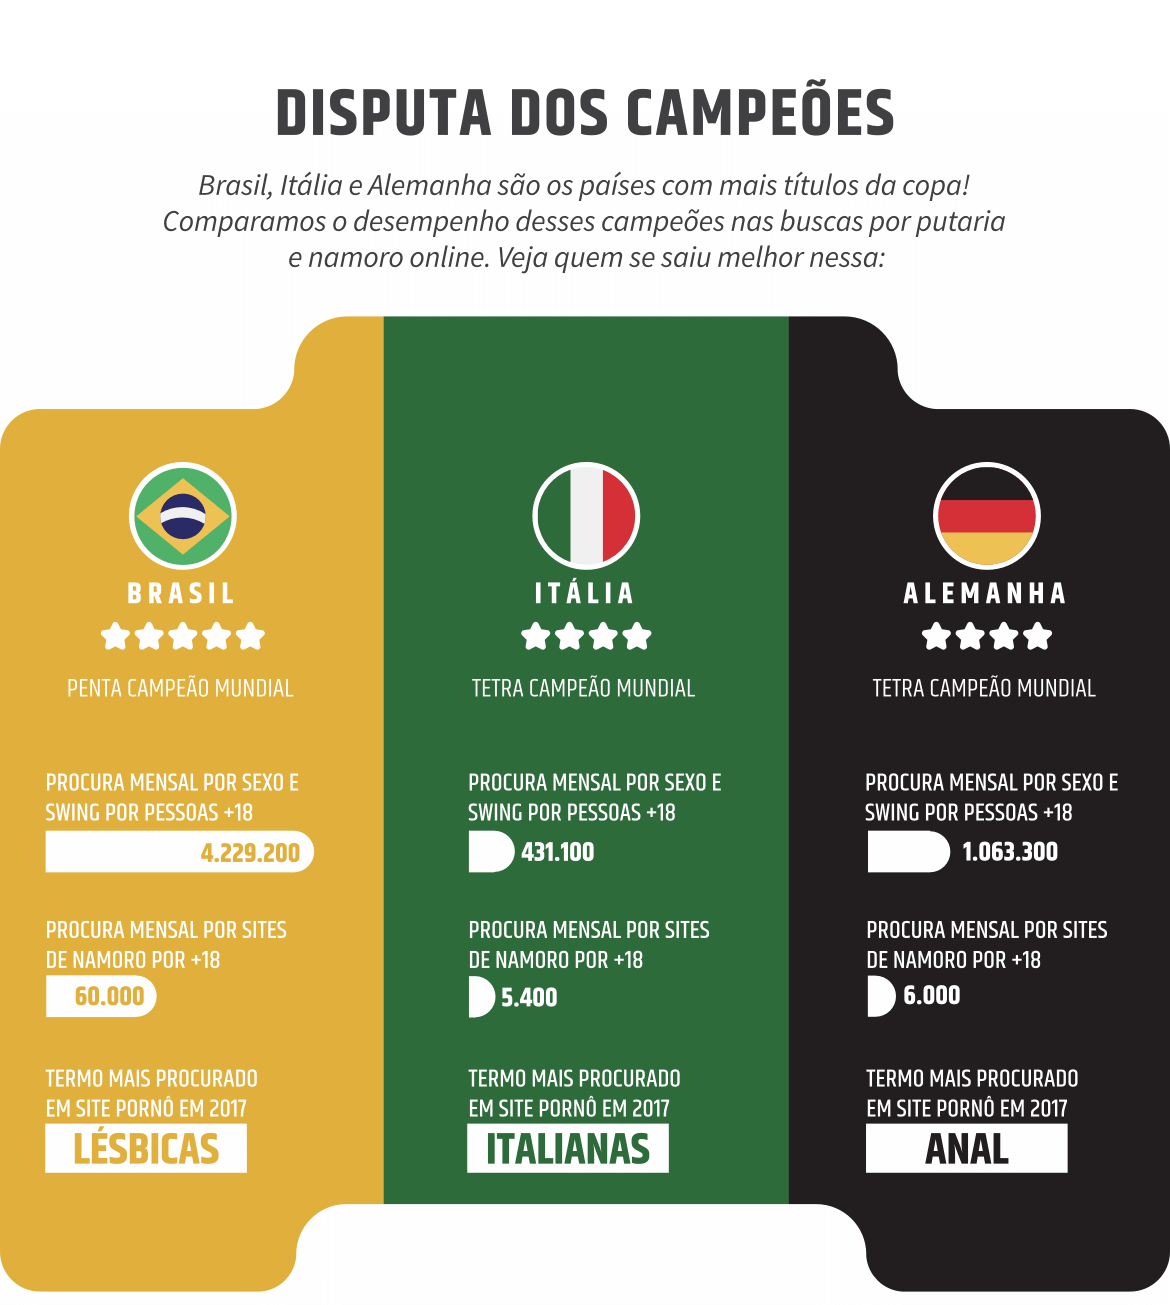 DISPUTA DOS CAMPEÕES
Brasil, Itália e Alemanha são os países com mais títulos da copa!
Comparamos o desempenho desses campeões nas buscas por putaria
e namoro online. Veja quem se saiu melhor nessa:
BRASIL
PENTA CAMPEÃO MUNDIAL
PROCURA MENSAL POR SEXO E
SWING POR PESSOAS +18
4.229.200
PROCURA MENSAL POR SITES
DE NAMORO POR +18
60.000
TERMO MAIS PROCURADO
EM SITE PORNÔ EM 2017
LÉSBICAS
ITÁLIA
TETRA CAMPEÃO MUNDIAL
PROCURA MENSAL POR SEXO E
SWING POR PESSOAS +18
431.100
PROCURA MENSAL POR SITES
DE NAMORO POR +18
5.400
TERMO MAIS PROCURADO
EM SITE PORNÔ EM 2017
ITALIANAS
ALEMANHA
TETRA CAMPEÃO MUNDIAL
PROCURA MENSAL POR SEXO E
SWING POR PESSOAS +18
1.063.300
PROCURA MENSAL POR SITES
DE NAMORO POR +18
6.000
TERMO MAIS PROCURADO
EM SITE PORNÔ EM 2017
ANAL